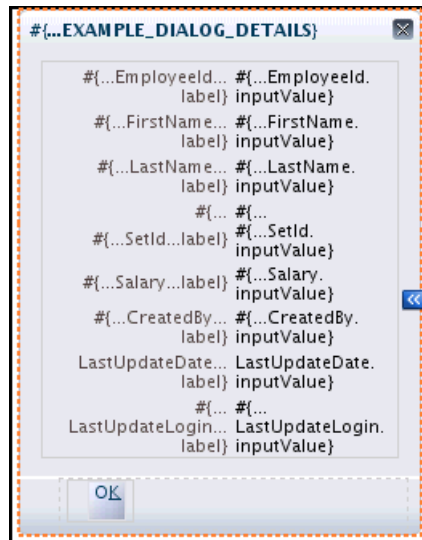 #{...EXAMPLE_DIALOG_DETAILS}
#{...EmployeeId... #{...EmployeeId.
label} inputValue}
#{...FirstName... #{...FirstName.
label} inputValue}
#{...LastName... #{...LastName.
label} inputValue}
#{... #{...
#{...SetId...label} #{...SetId.
inputValue}
#{...Salary...label} #{...Salary.
inputValue}
#{...CreatedBy... #{...CreatedBy.
label} inputValue}
LastUpdateDate... LastUpdateDate.
label} inputValue}
#{... #{...
LastUpdateLogin... LastUpdateLogin.
label} inputValue}
OK